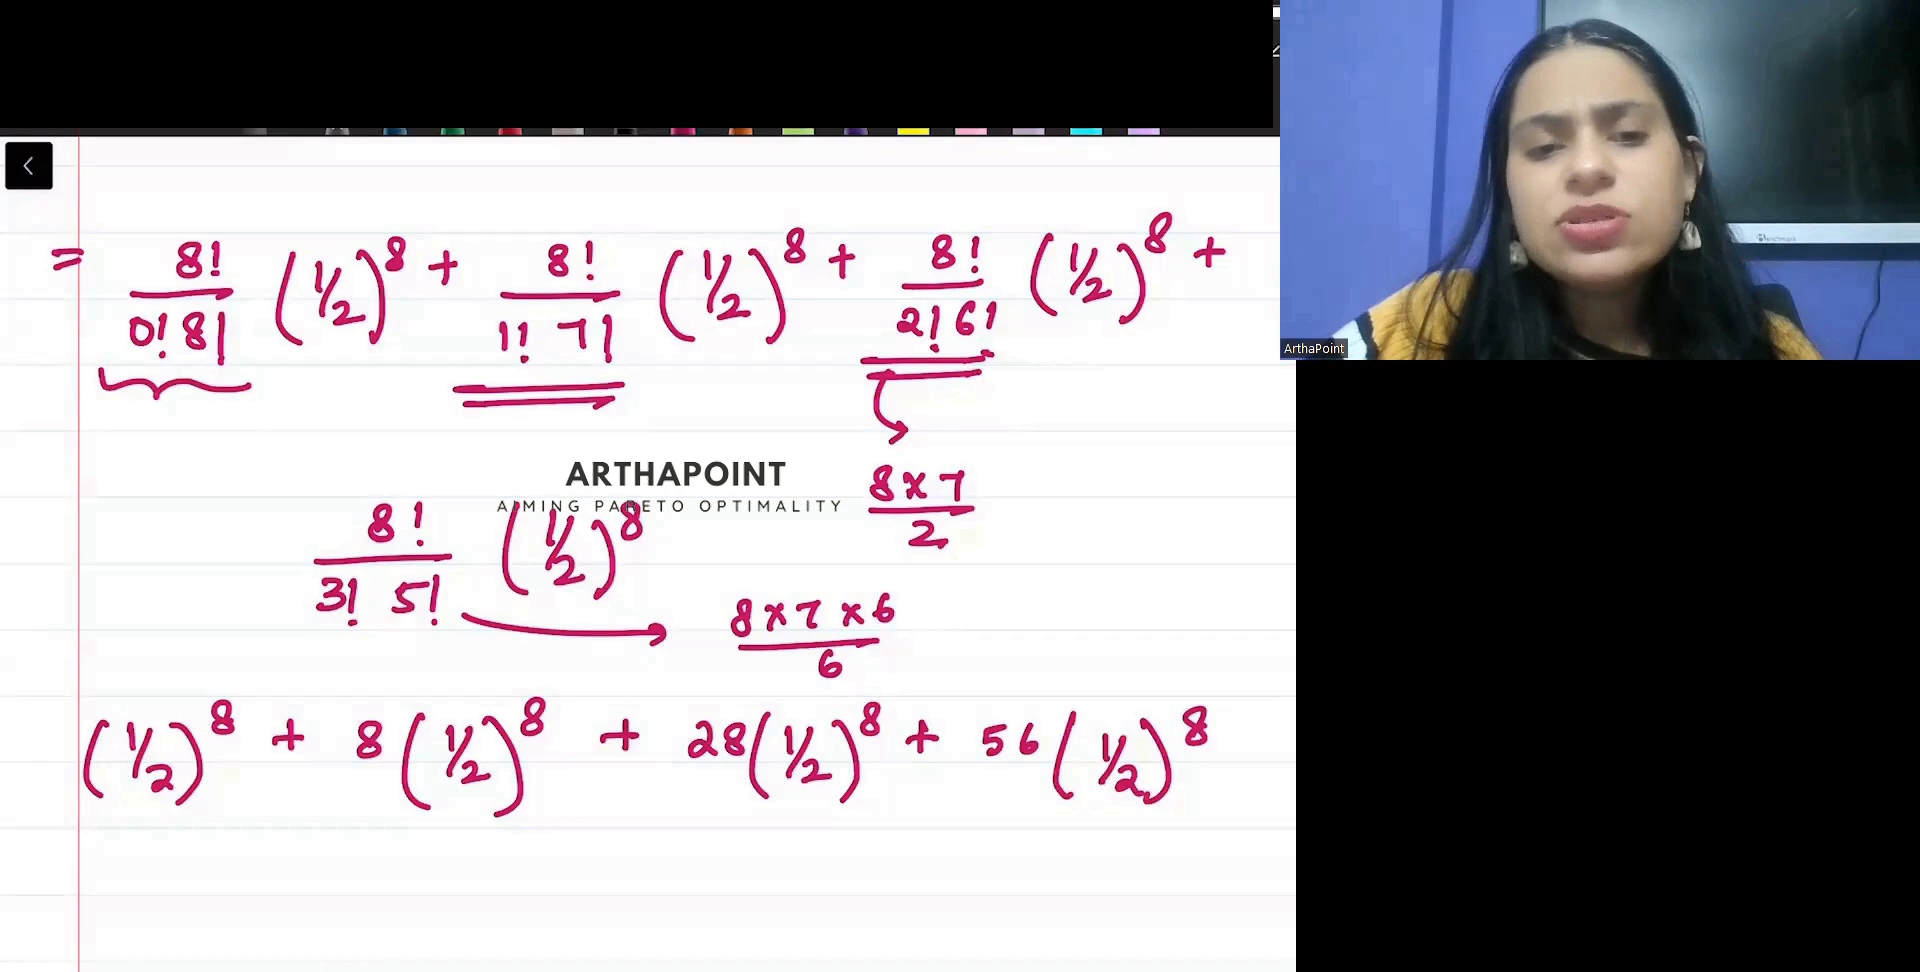 = 8!/0! 8! (1/2)^8 + 8!/1! 7! (1/2)^8 + 8!/2! 6! (1/2)^8 +
8 × 7 / 2
ARTHAPOINT
AIMING PARETO OPTIMALITY
8!/3! 5! (1/2)^8
8 × 7 × 6 / 6
(1/2)^8 + 8 (1/2)^8 + 28 (1/2)^8 + 56 (1/2)^8
Benchmark
ArthaPoint